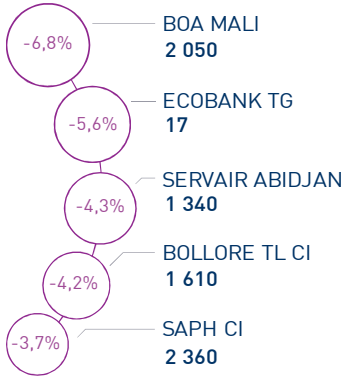 -6,8%
BOA MALI
2 050
-5,6%
ECOBANK TG
17
-4,3%
SERVAIR ABIDJAN
1 340
-4,2%
BOLLORE TL CI
1 610
-3,7%
SAPH CI
2 360